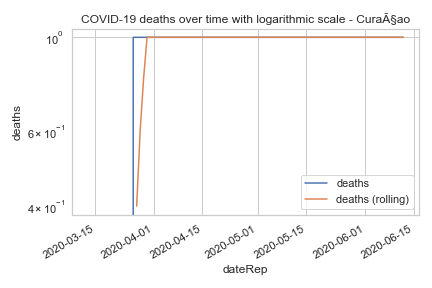 COVID-19 deaths over time with logarithmic scale - CuraÃ§ao
10⁰
6 × 10⁻¹
4 × 10⁻¹
deaths
deaths
deaths (rolling)
2020-03-15
2020-04-01
2020-04-15
2020-05-01
2020-05-15
2020-06-01
2020-06-15
dateRep